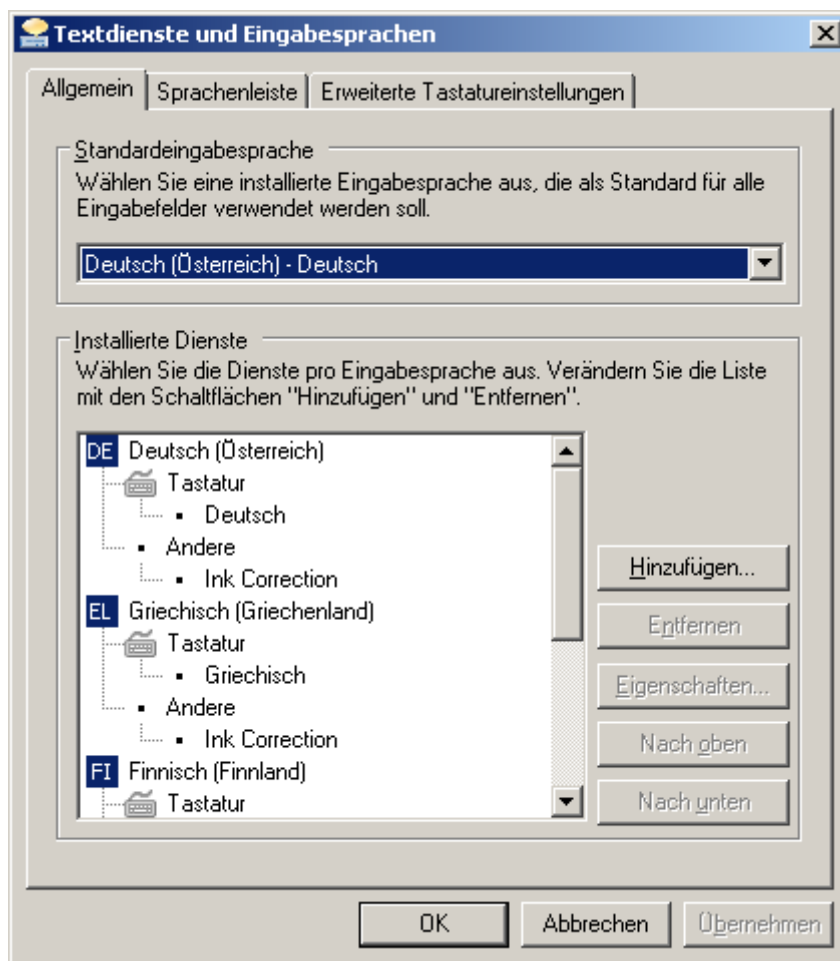 Textdienste und Eingabesprachen
Allgemein
Sprachenleiste
Erweiterte Tastatureinstellungen
Standardeingabesprache
Wählen Sie eine installierte Eingabesprache aus, die als Standard für alle
Eingabefelder verwendet werden soll.
Deutsch (Österreich) - Deutsch
Installierte Dienste
Wählen Sie die Dienste pro Eingabesprache aus. Verändern Sie die Liste
mit den Schaltflächen "Hinzufügen" und "Entfernen".
DE Deutsch (Österreich)
Tastatur
Deutsch
Andere
Ink Correction
EL Griechisch (Griechenland)
Tastatur
Griechisch
Andere
Ink Correction
FI Finnisch (Finnland)
Tastatur
Hinzufügen...
Entfernen
Eigenschaften...
Nach oben
Nach unten
OK
Abbrechen
Übernehmen